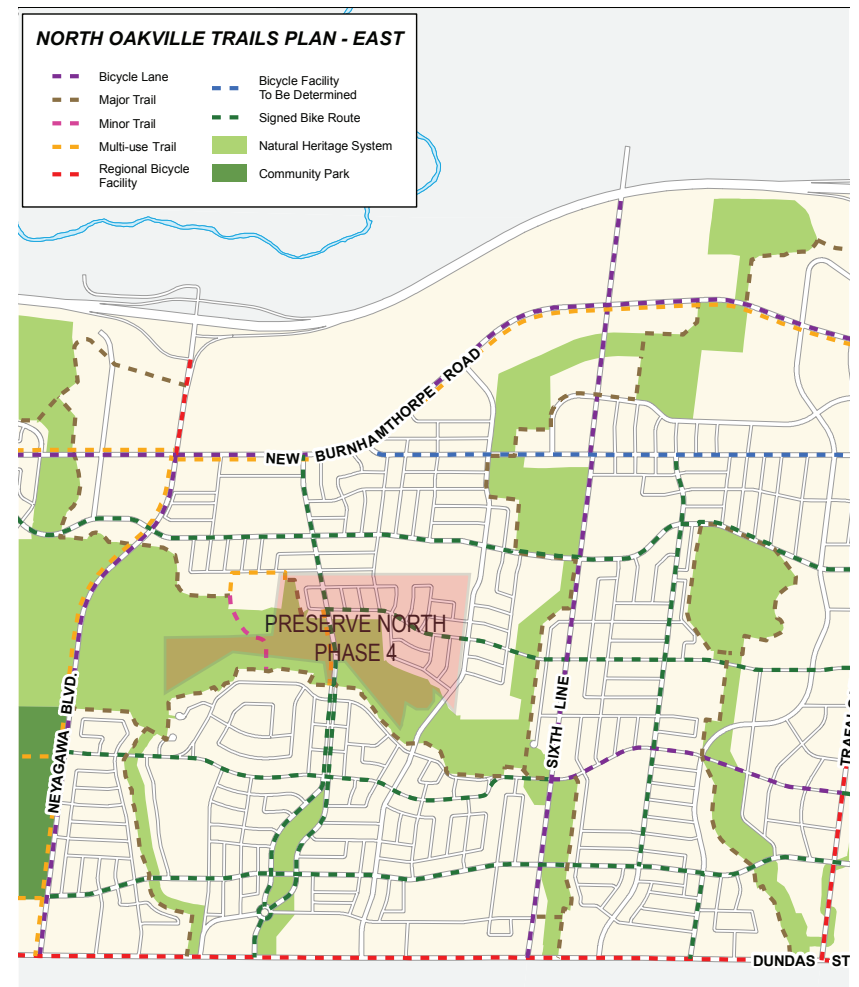 NORTH OAKVILLE TRAILS PLAN - EAST
Bicycle Lane
Major Trail
Minor Trail
Multi-use Trail
Regional Bicycle
Facility
Bicycle Facility
To Be Determined
Signed Bike Route
Natural Heritage System
Community Park
NEW BURNHAMTHORPE ROAD
PRESERVE NORTH
PHASE 4
NEYAGAWA BLVD.
SIXTH LINE
TRAFALG
DUNDAS ST